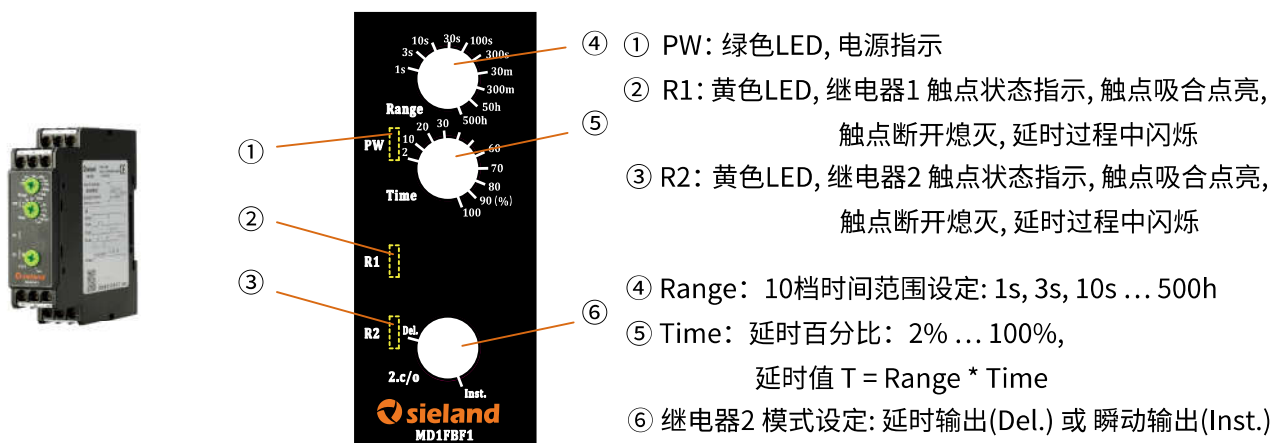 10s
30s
100s
3s
300s
1s
30m
300m
50h
500h
Range
④
①
PW
2
10
20
30
60
70
80
90 (%)
100
Time
⑤
②
R1
③
R2
Del.
2.c/o
Inst.
⑥
sieland
MD1FBF1
sieland
① PW: 绿色LED, 电源指示
② R1: 黄色LED, 继电器1 触点状态指示, 触点吸合点亮,
触点断开熄灭, 延时过程中闪烁
③ R2: 黄色LED, 继电器2 触点状态指示, 触点吸合点亮,
触点断开熄灭, 延时过程中闪烁
④ Range: 10档时间范围设定: 1s, 3s, 10s … 500h
⑤ Time: 延时百分比: 2% … 100%,
延时值 T = Range * Time
⑥ 继电器2 模式设定: 延时输出(Del.) 或 瞬动输出(Inst.)